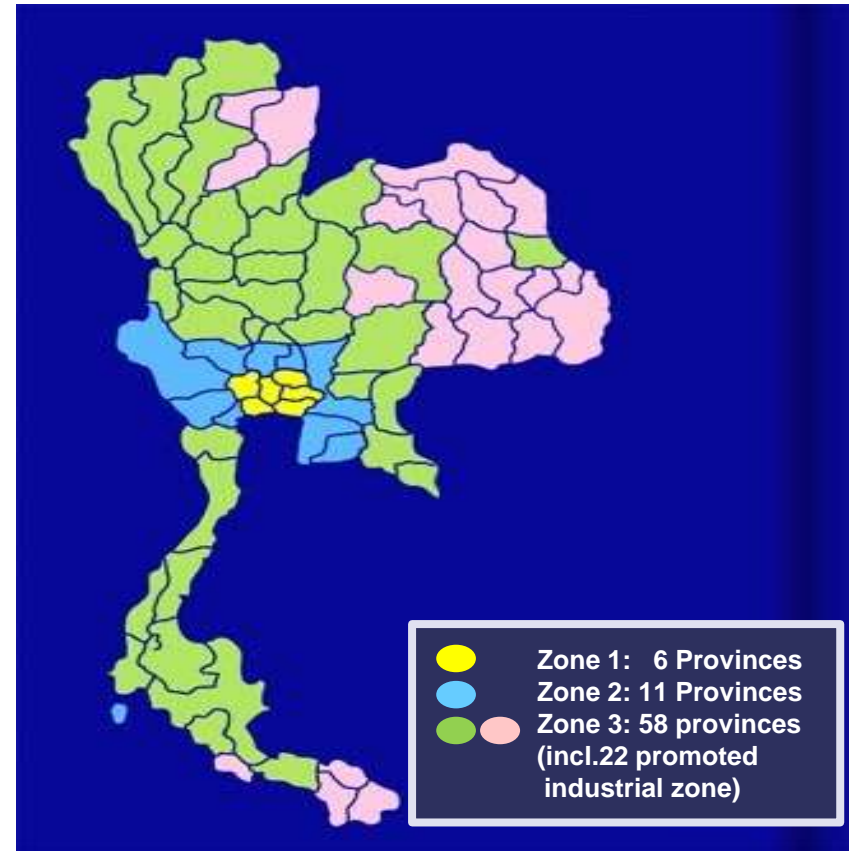 Zone 1: 6 Provinces
Zone 2: 11 Provinces
Zone 3: 58 provinces
(incl.22 promoted
industrial zone)